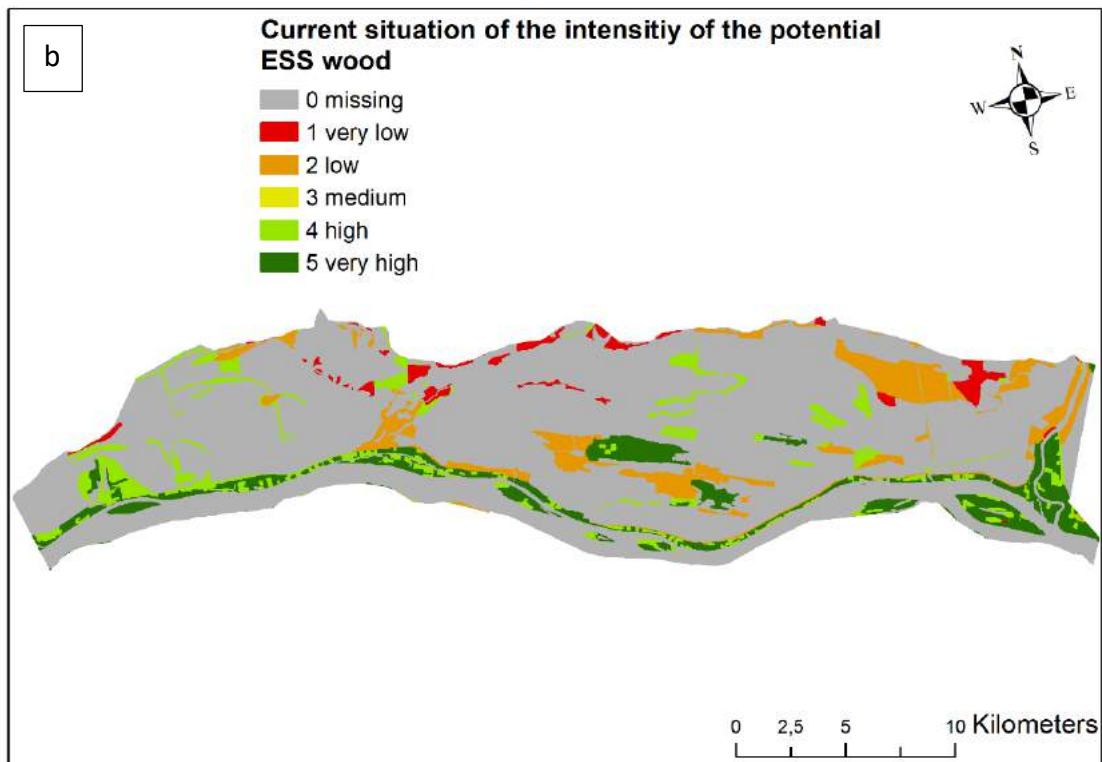 b
Current situation of the intensitiy of the potential
ESS wood
0 missing
1 very low
2 low
3 medium
4 high
5 very high
N
W E
S
0 2,5 5 10 Kilometers